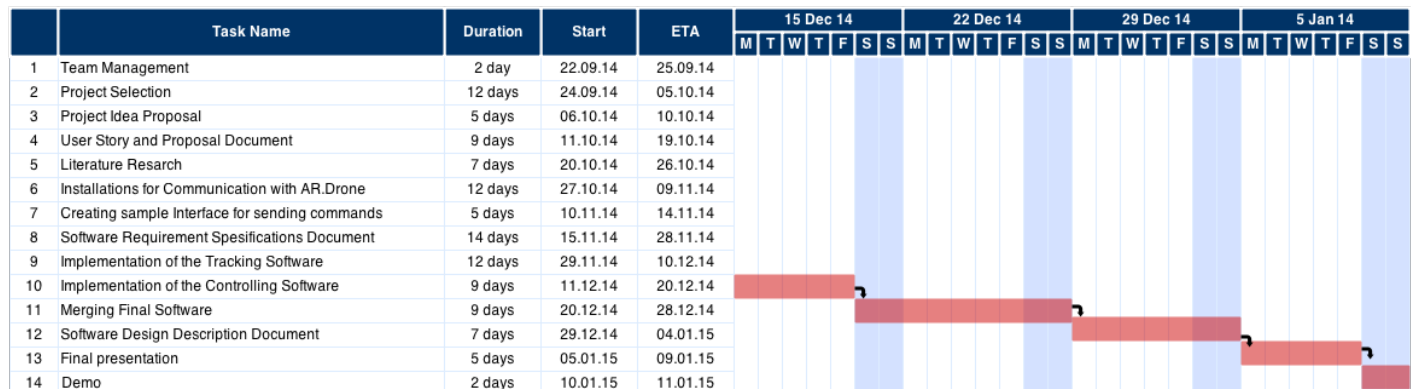 15 Dec 14 22 Dec 14 29 Dec 14 5 Jan 14
Task Name Duration Start ETA
M T W T F S S M T W T F S S M T W T F S S M T W T F S S
1 Team Management 2 day 22.09.14 25.09.14
2 Project Selection 12 days 24.09.14 05.10.14
3 Project Idea Proposal 5 days 06.10.14 10.10.14
4 User Story and Proposal Document 9 days 11.10.14 19.10.14
5 Literature Resarch 7 days 20.10.14 26.10.14
6 Installations for Communication with AR.Drone 12 days 27.10.14 09.11.14
7 Creating sample Interface for sending commands 5 days 10.11.14 14.11.14
8 Software Requirement Spesifications Document 14 days 15.11.14 28.11.14
9 Implementation of the Tracking Software 12 days 29.11.14 10.12.14
10 Implementation of the Controlling Software 9 days 11.12.14 20.12.14
11 Merging Final Software 9 days 20.12.14 28.12.14
12 Software Design Description Document 7 days 29.12.14 04.01.15
13 Final presentation 5 days 05.01.15 09.01.15
14 Demo 2 days 10.01.15 11.01.15